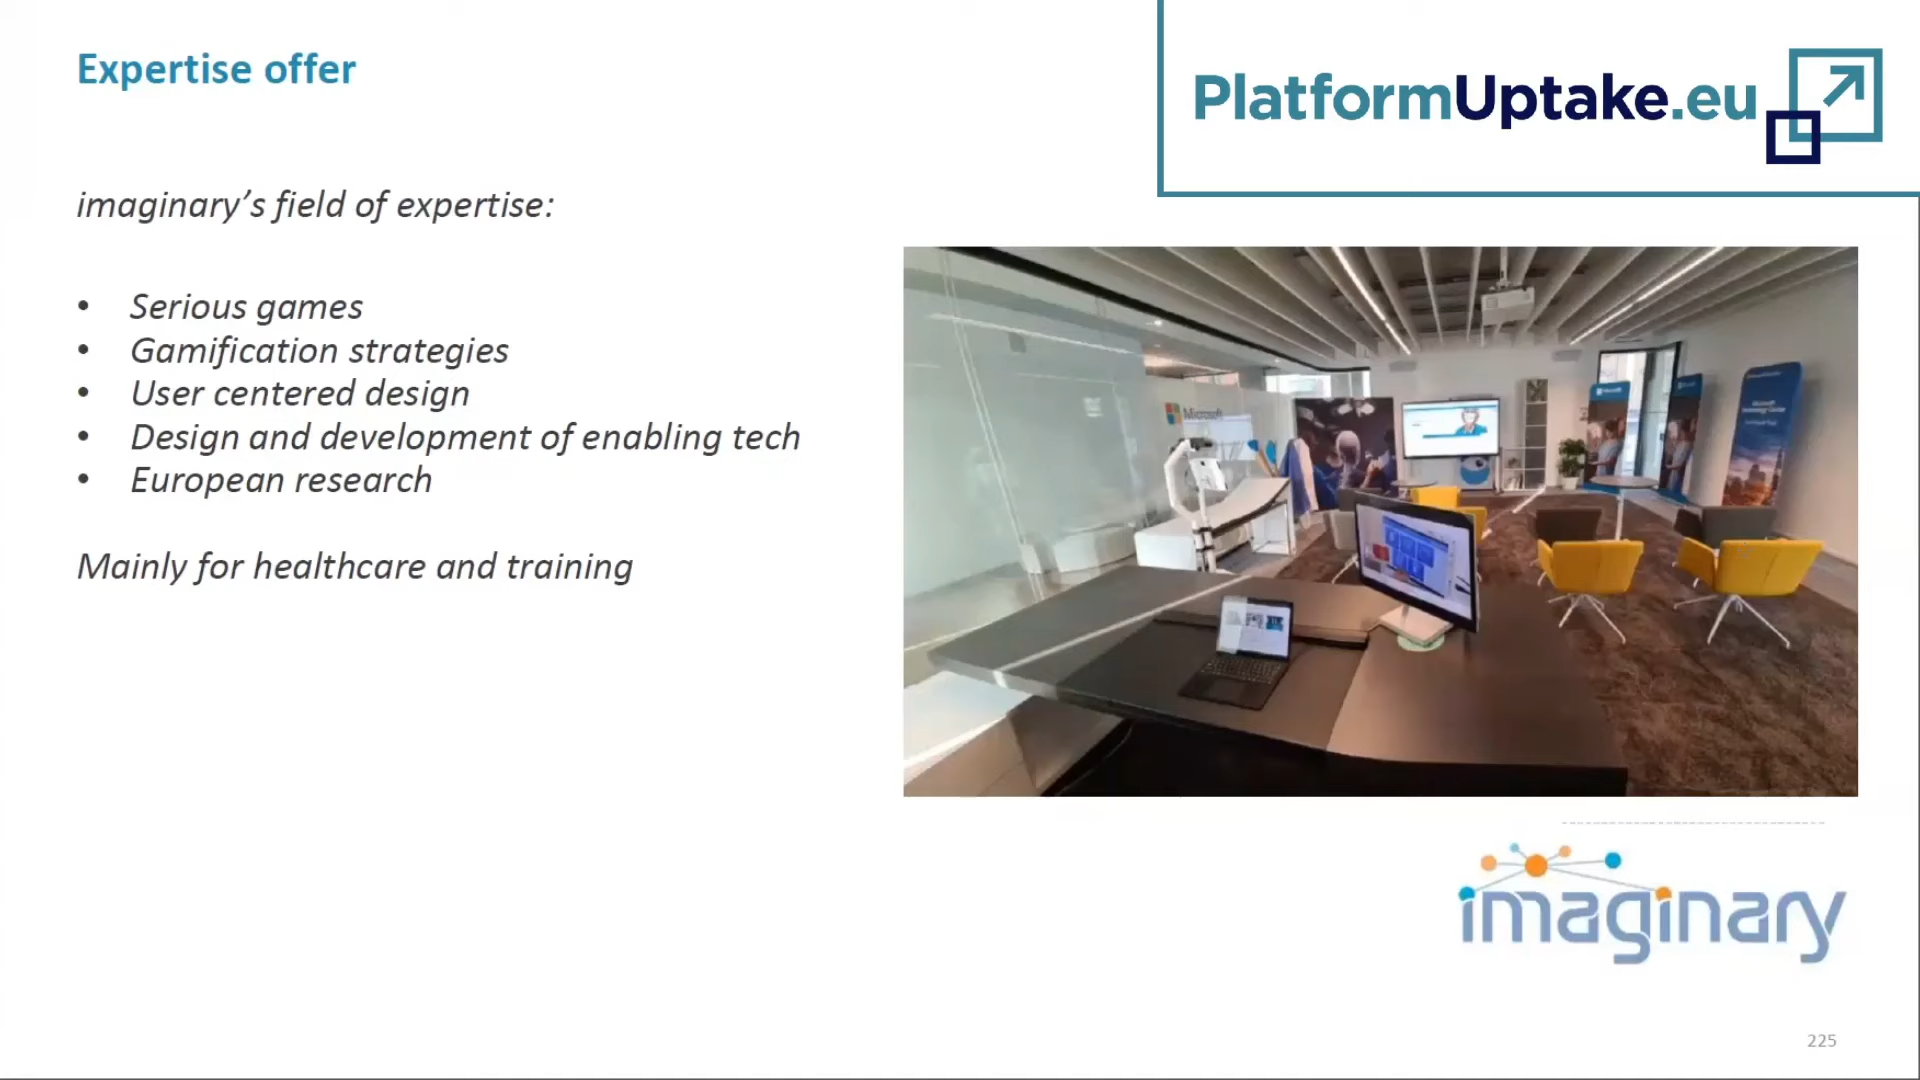 Expertise offer
PlatformUptake.eu
imaginary’s field of expertise:
• Serious games
• Gamification strategies
• User centered design
• Design and development of enabling tech
• European research
Mainly for healthcare and training
Microsoft
imaginary
225